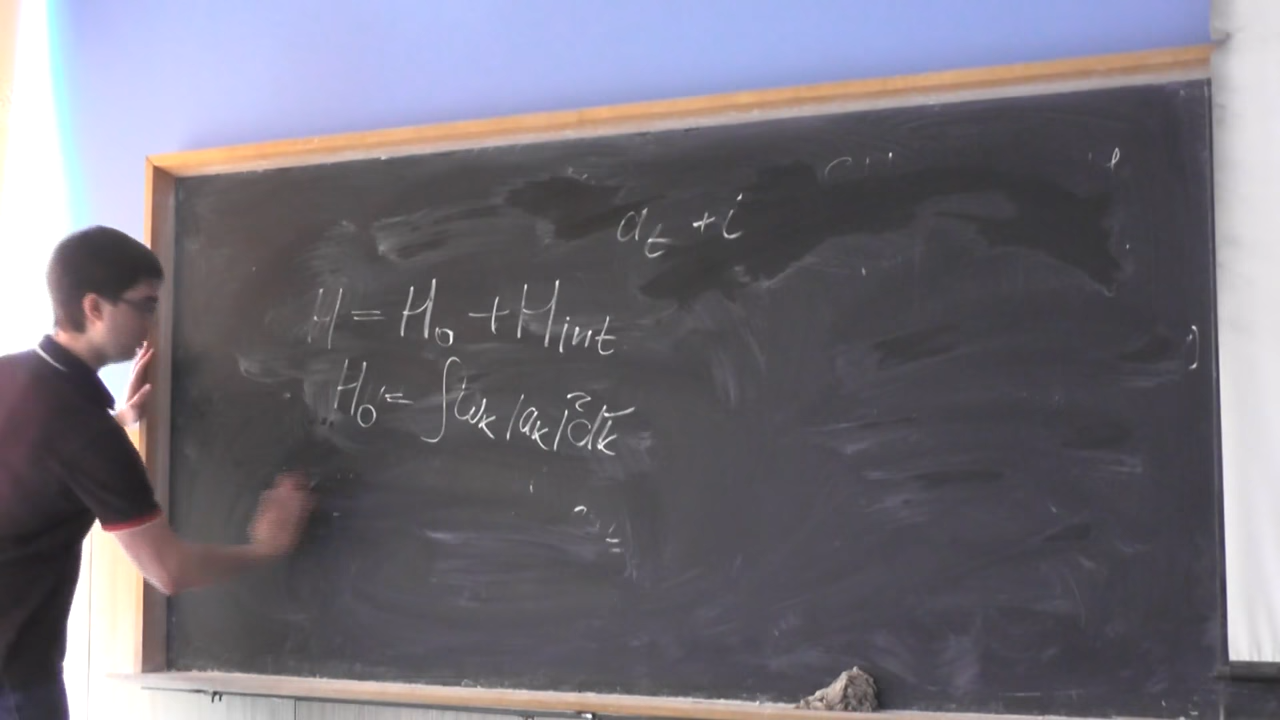 a_t + i
H = H_0 + H_int
H_0 = ∫ω_k |a_k|² dk